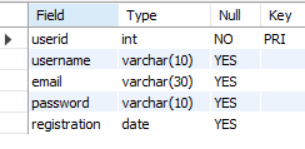 Field Type Null Key
userid int NO PRI
username varchar(10) YES
email varchar(30) YES
password varchar(10) YES
registration date YES